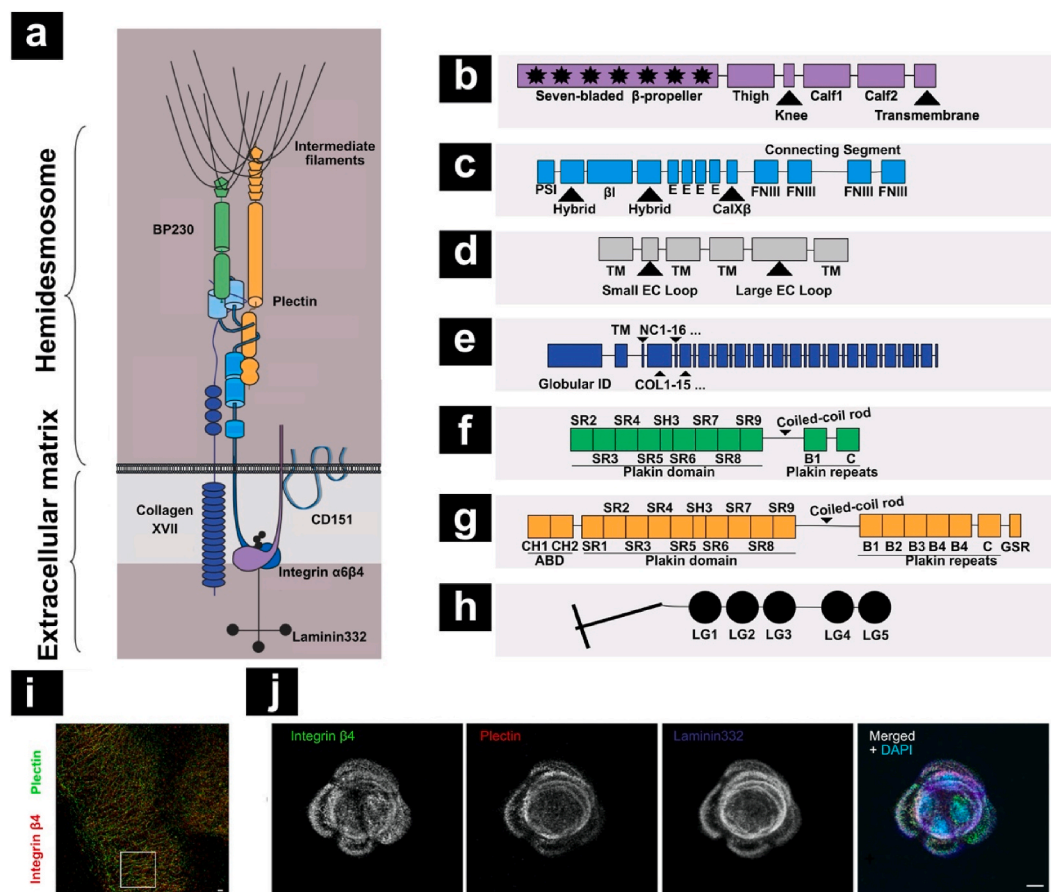 a
Hemidesmosome
Extracellular matrix
Intermediate
filaments
BP230
Plectin
Collagen
XVII
CD151
Integrin α6β4
Laminin332
b
Seven-bladed β-propeller
Thigh
Knee
Calf1
Calf2
Transmembrane
c
Connecting Segment
PSI
Hybrid
βI
Hybrid
E E E E
CalXβ
FNIII FNIII FNIII FNIII
d
TM TM TM TM
Small EC Loop Large EC Loop
e
TM NC1-16 ...
Globular ID COL1-15 ...
f
SR2 SR4 SH3 SR7 SR9 Coiled-coil rod
SR3 SR5 SR6 SR8 B1 C
Plakin domain Plakin repeats
g
SR2 SR4 SH3 SR7 SR9 Coiled-coil rod
CH1 CH2 SR1 SR3 SR5 SR6 SR8 B1 B2 B3 B4 B4 C GSR
ABD Plakin domain Plakin repeats
h
LG1 LG2 LG3 LG4 LG5
i
Integrin β4 Plectin
j
Integrin β4
Plectin
Laminin332
Merged
+ DAPI